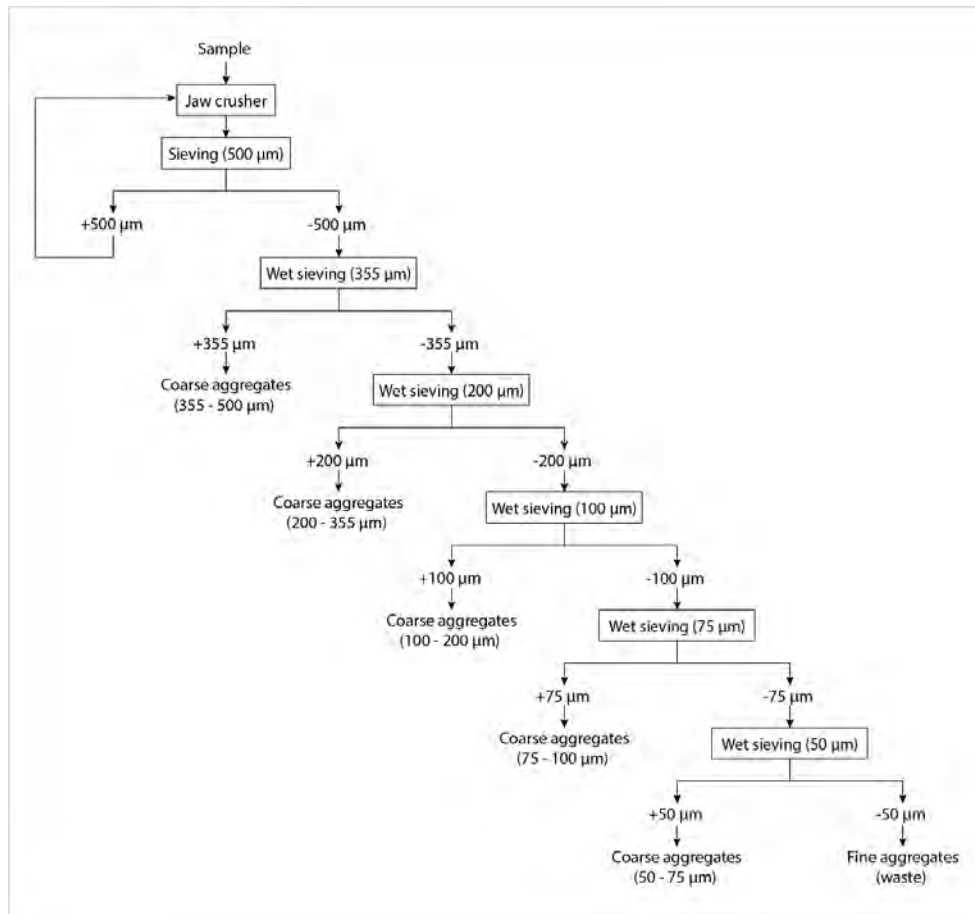 Sample
Jaw crusher
Sieving (500 µm)
+500 µm
-500 µm
Wet sieving (355 µm)
+355 µm
-355 µm
Coarse aggregates
(355 - 500 µm)
Wet sieving (200 µm)
+200 µm
-200 µm
Coarse aggregates
(200 - 355 µm)
Wet sieving (100 µm)
+100 µm
-100 µm
Coarse aggregates
(100 - 200 µm)
Wet sieving (75 µm)
+75 µm
-75 µm
Coarse aggregates
(75 - 100 µm)
Wet sieving (50 µm)
+50 µm
-50 µm
Coarse aggregates
(50 - 75 µm)
Fine aggregates
(waste)